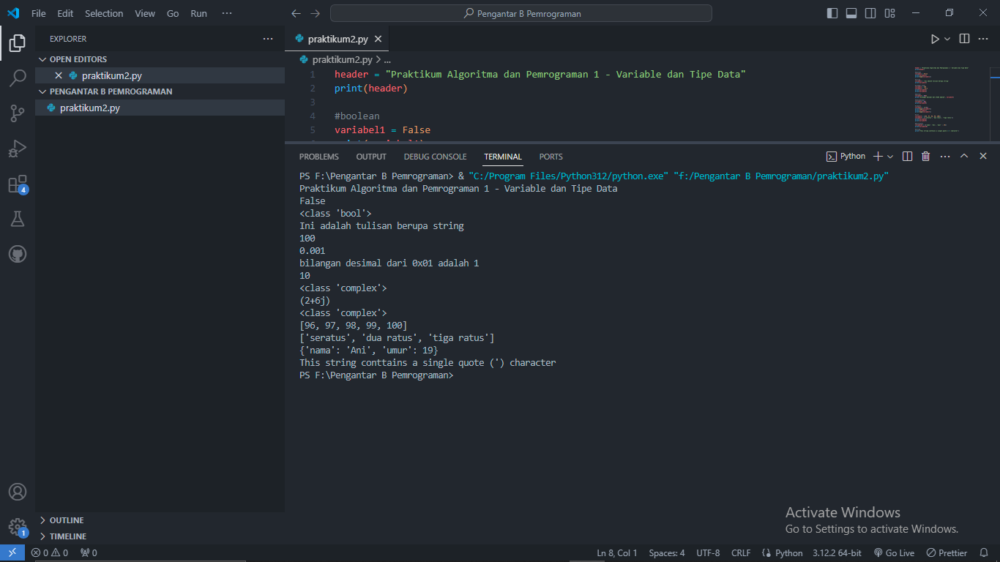 File Edit Selection View Go Run ···
Pengantar B Pemrograman
EXPLORER
OPEN EDITORS
praktikum2.py
PENGANTAR B PEMROGRAMAN
praktikum2.py
OUTLINE
TIMELINE
4
1
praktikum2.py
praktikum2.py > ...
1 header = "Praktikum Algoritma dan Pemrograman 1 - Variable dan Tipe Data"
2 print(header)
3
4 #boolean
5 variabel1 = False
PROBLEMS OUTPUT DEBUG CONSOLE TERMINAL PORTS
Python
PS F:\Pengantar B Pemrograman> & "C:/Program Files/Python312/python.exe" "f:/Pengantar B Pemrograman/praktikum2.py"
Praktikum Algoritma dan Pemrograman 1 - Variable dan Tipe Data
False
<class 'bool'>
Ini adalah tulisan berupa string
100
0.001
bilangan desimal dari 0x01 adalah 1
10
<class 'complex'>
(2+6j)
<class 'complex'>
[96, 97, 98, 99, 100]
['seratus', 'dua ratus', 'tiga ratus']
{'nama': 'Ani', 'umur': 19}
This string conttains a single quote (') character
PS F:\Pengantar B Pemrograman>
Activate Windows
Go to Settings to activate Windows.
0 0 0 Ln 8, Col 1 Spaces: 4 UTF-8 CRLF Python 3.12.2 64-bit Go Live Prettier